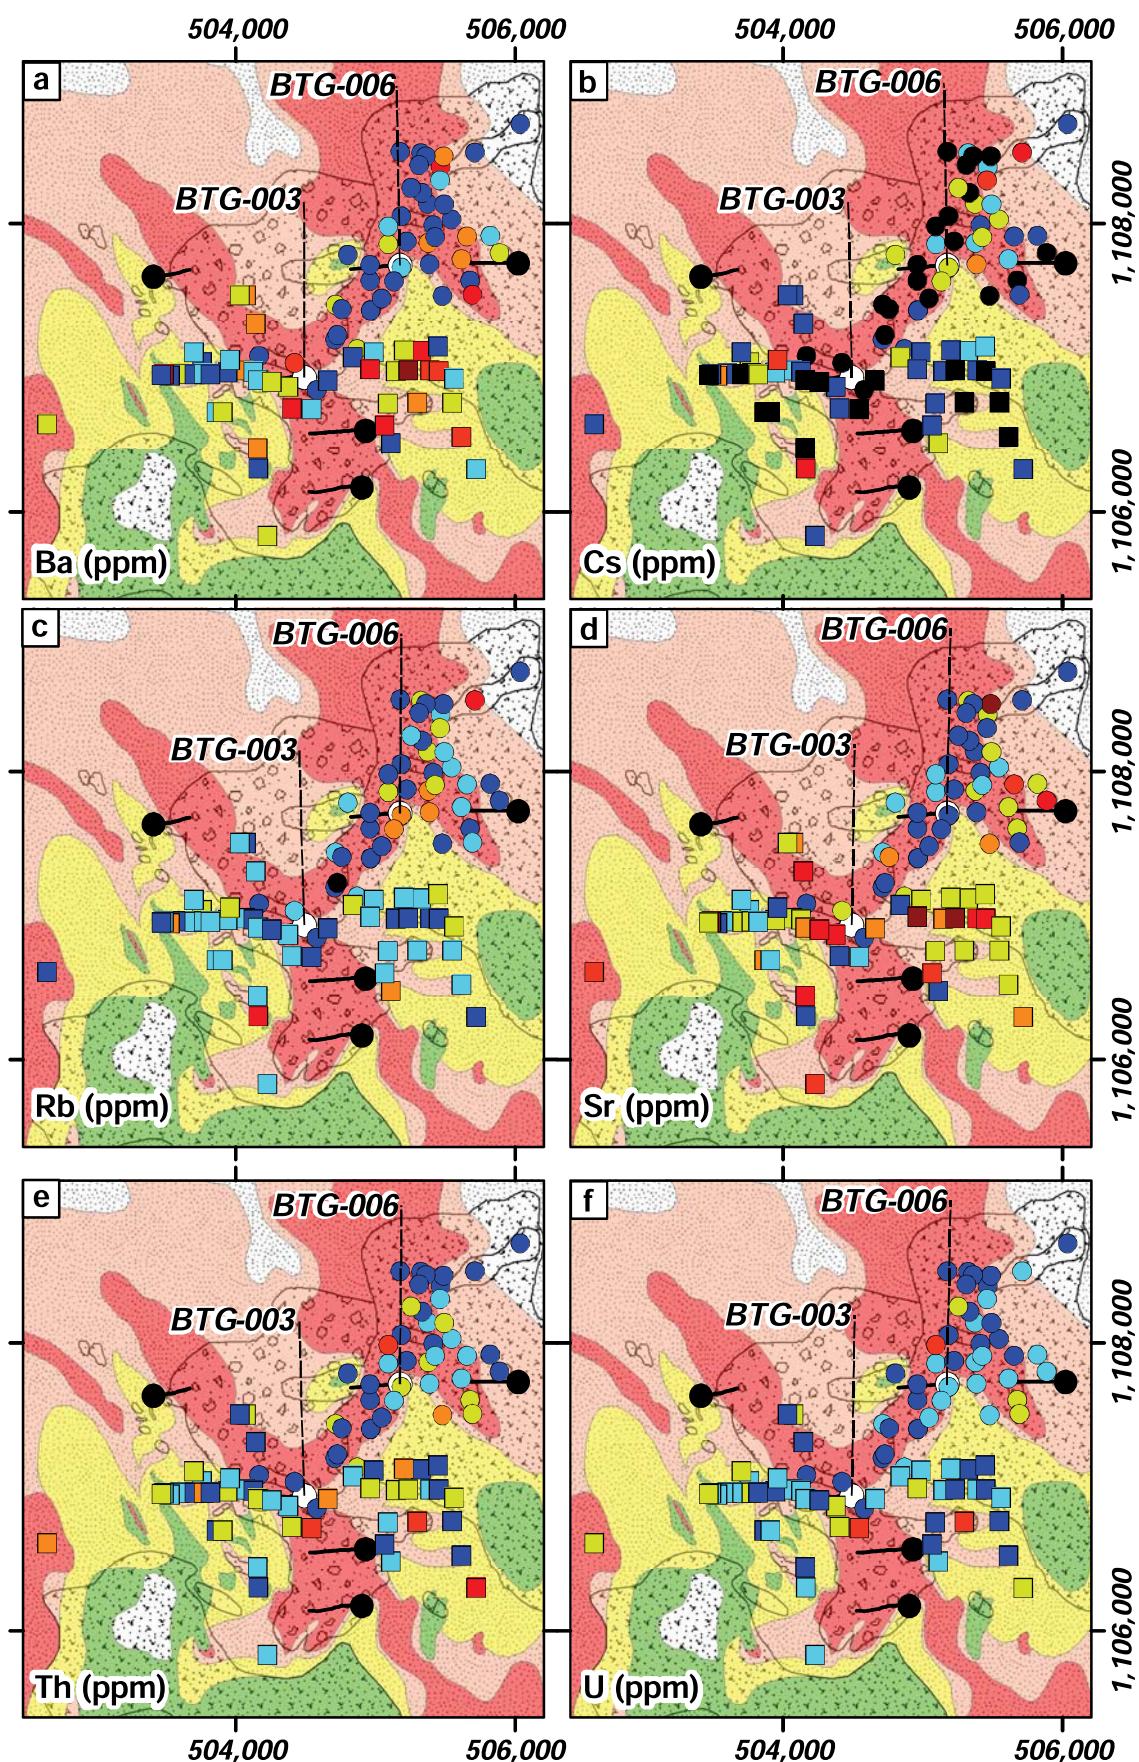 504,000 506,000 504,000 506,000
a BTG-006 b BTG-006
BTG-003 BTG-003
1,108,000
1,106,000
Ba (ppm) Cs (ppm)
c BTG-006 d BTG-006
BTG-003 BTG-003
1,108,000
1,106,000
Rb (ppm) Sr (ppm)
e BTG-006 f BTG-006
BTG-003 BTG-003
1,108,000
1,106,000
Th (ppm) U (ppm)
504,000 506,000 504,000 506,000